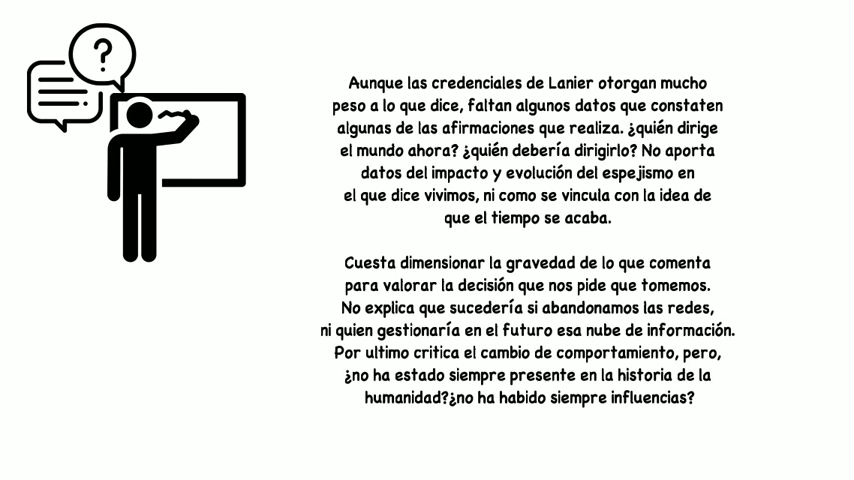 ?
Aunque las credenciales de Lanier otorgan mucho
peso a lo que dice, faltan algunos datos que constaten
algunas de las afirmaciones que realiza. ¿quién dirige
el mundo ahora? ¿quién debería dirigirlo? No aporta
datos del impacto y evolución del espejismo en
el que dice vivimos, ni como se vincula con la idea de
que el tiempo se acaba.
Cuesta dimensionar la gravedad de lo que comenta
para valorar la decisión que nos pide que tomemos.
No explica que sucedería si abandonamos las redes,
ni quien gestionaría en el futuro esa nube de información.
Por ultimo critica el cambio de comportamiento, pero,
¿no ha estado siempre presente en la historia de la
humanidad?¿no ha habido siempre influencias?